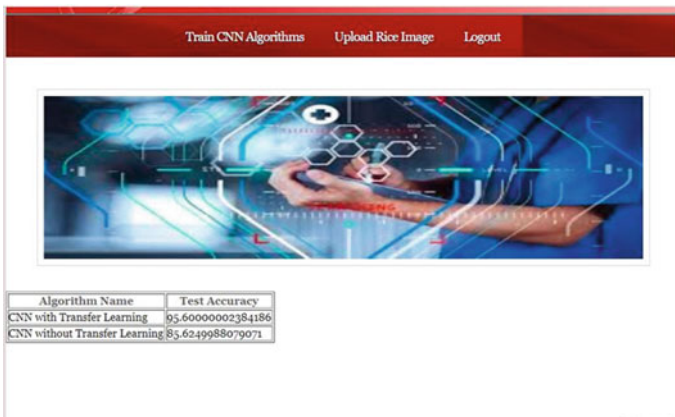 Train CNN Algorithms Upload Rice Image Logout
Algorithm Name Test Accuracy
CNN with Transfer Learning 95.60000002384186
CNN without Transfer Learning 85.6249988079071